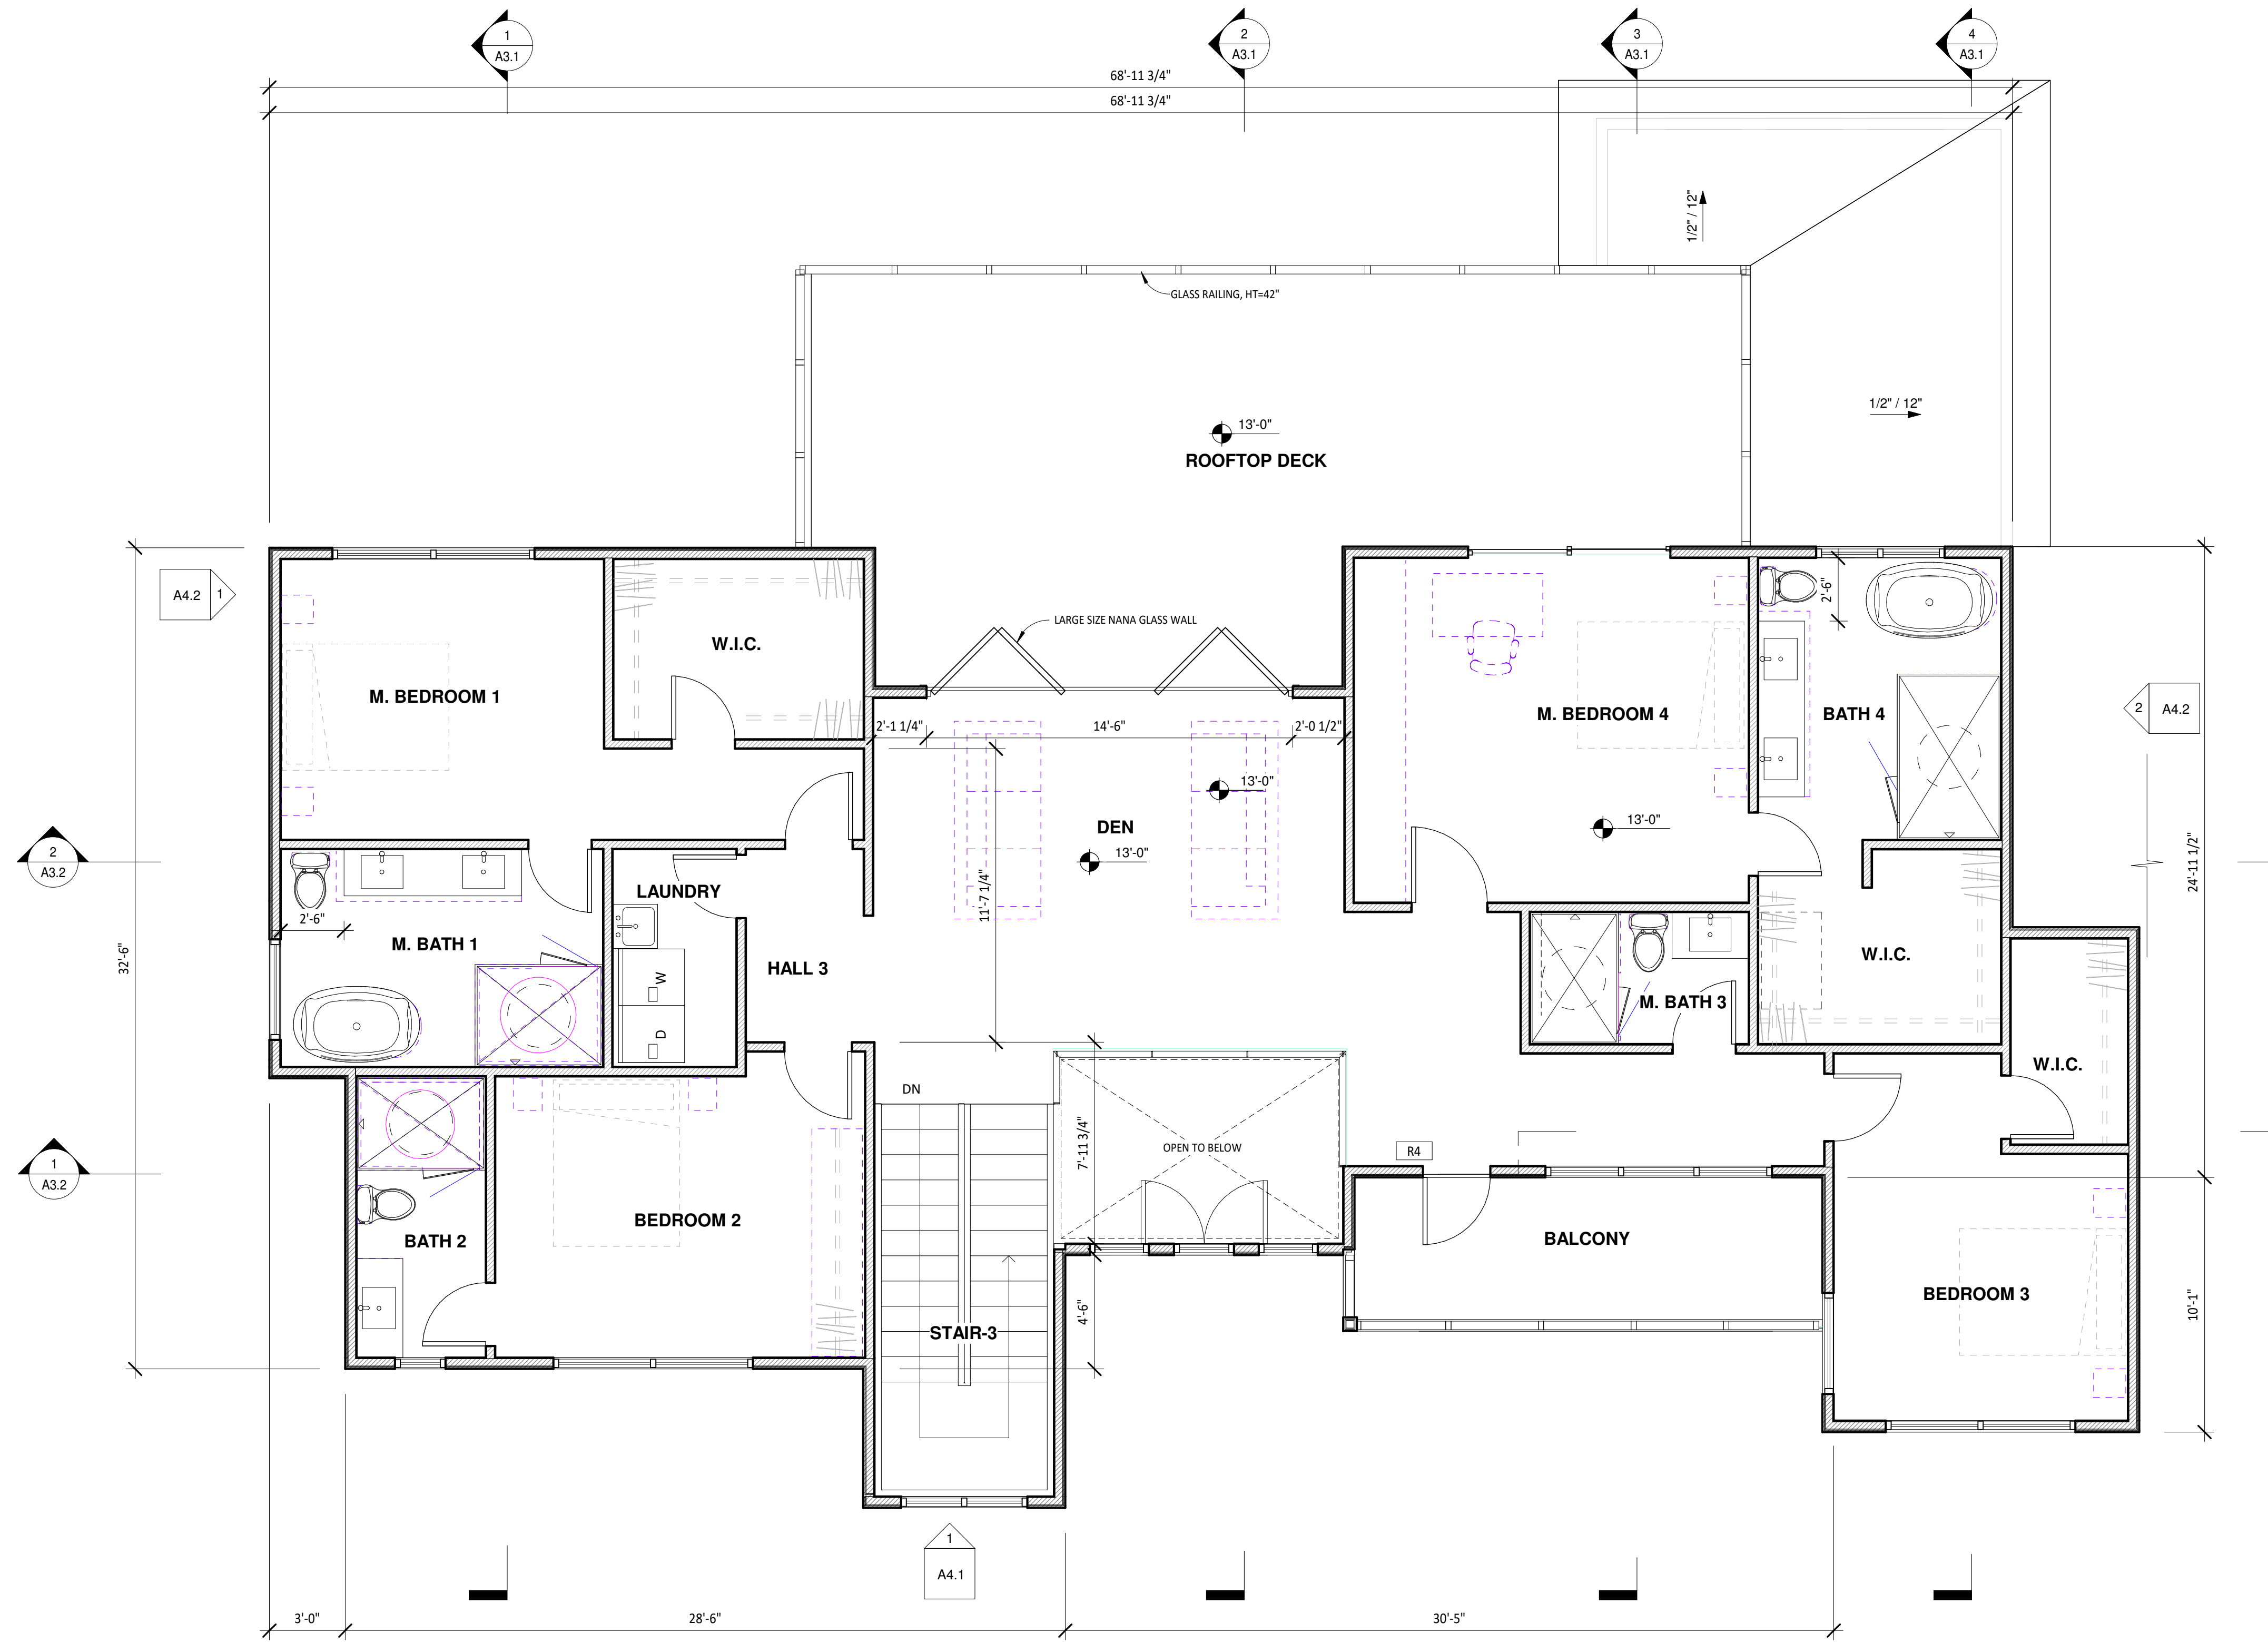 1
A3.1
2
A3.1
3
A3.1
4
A3.1
68'-11 3/4"
68'-11 3/4"
1/2" / 12"
GLASS RAILING, HT=42"
1/2" / 12"
13'-0"
ROOFTOP DECK
A4.2
1
LARGE SIZE NANA GLASS WALL
2'-6"
W.I.C.
M. BEDROOM 1
M. BEDROOM 4
BATH 4
2
A4.2
2'-1 1/4"
14'-6"
2'-0 1/2"
13'-0"
DEN
13'-0"
13'-0"
2
A3.2
24'-11 1/2"
LAUNDRY
11'-7 1/4"
2'-6"
M. BATH 1
32'-6"
HALL 3
W
D
W.I.C.
M. BATH 3
W.I.C.
DN
7'-11 3/4"
OPEN TO BELOW
R4
1
A3.2
BEDROOM 2
BATH 2
BALCONY
BEDROOM 3
10'-1"
4'-6"
STAIR-3
1
A4.1
3'-0"
28'-6"
30'-5"